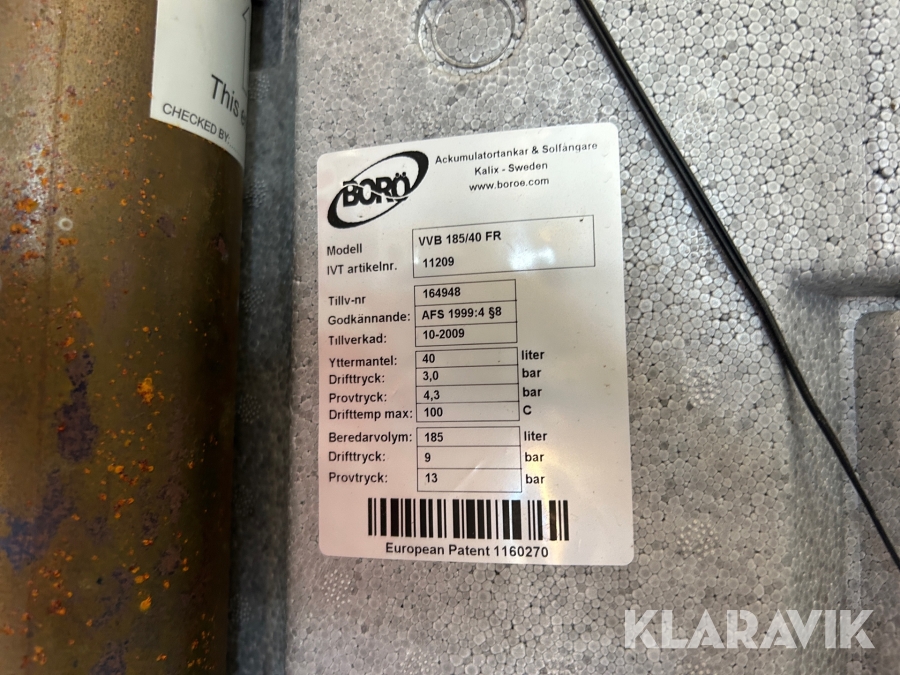 This
CHECKED BY
BORÖ
Ackumulatortankar & Solfångare
Kalix - Sweden
www.boroe.com
Modell VVB 185/40 FR
IVT artikelnr. 11209
Tillv-nr 164948
Godkännande: AFS 1999:4 §8
Tillverkad: 10-2009
Yttermantel: 40 liter
Drifttryck: 3,0 bar
Provtryck: 4,3 bar
Drifttemp max: 100 C
Beredarvolym: 185 liter
Drifttryck: 9 bar
Provtryck: 13 bar
European Patent 1160270
KLARAVIK